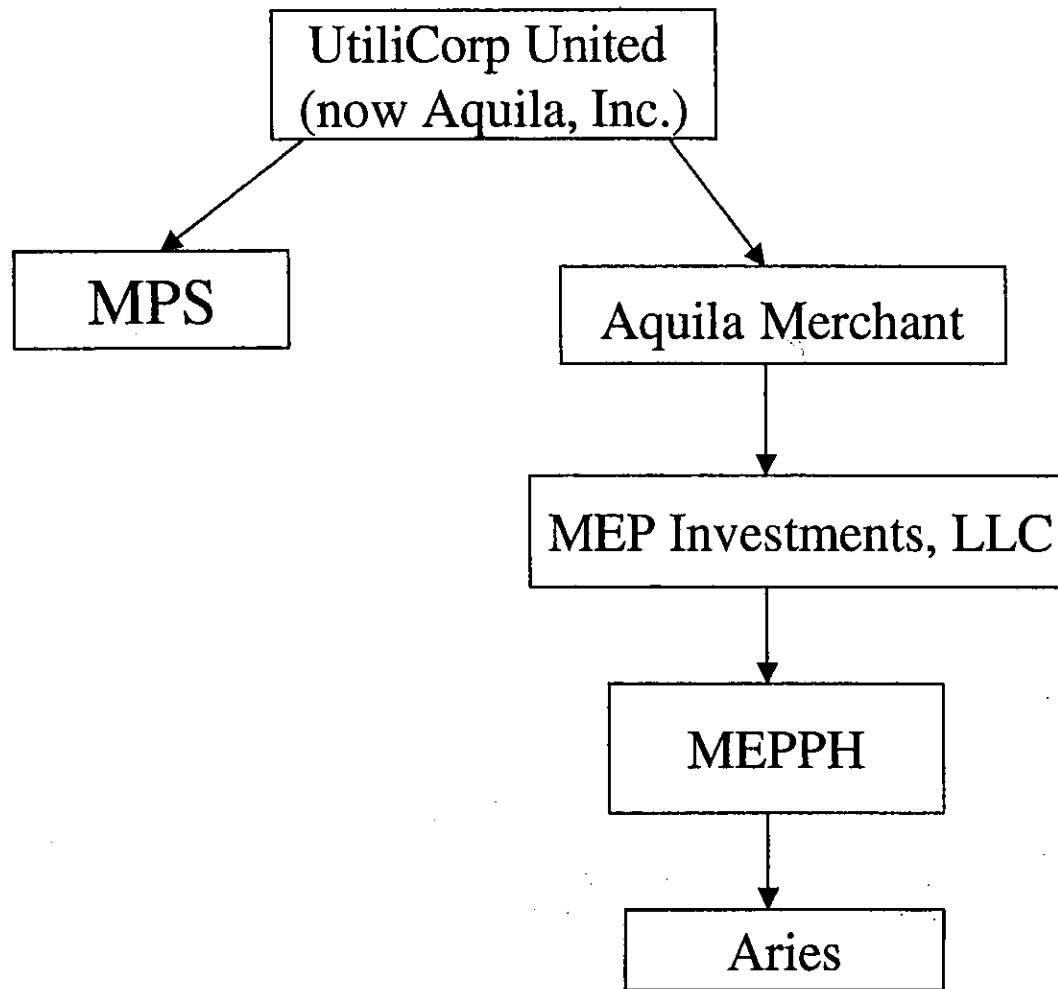 UtiliCorp United
(now Aquila, Inc.)
MPS
Aquila Merchant
MEP Investments, LLC
MEPPH
Aries